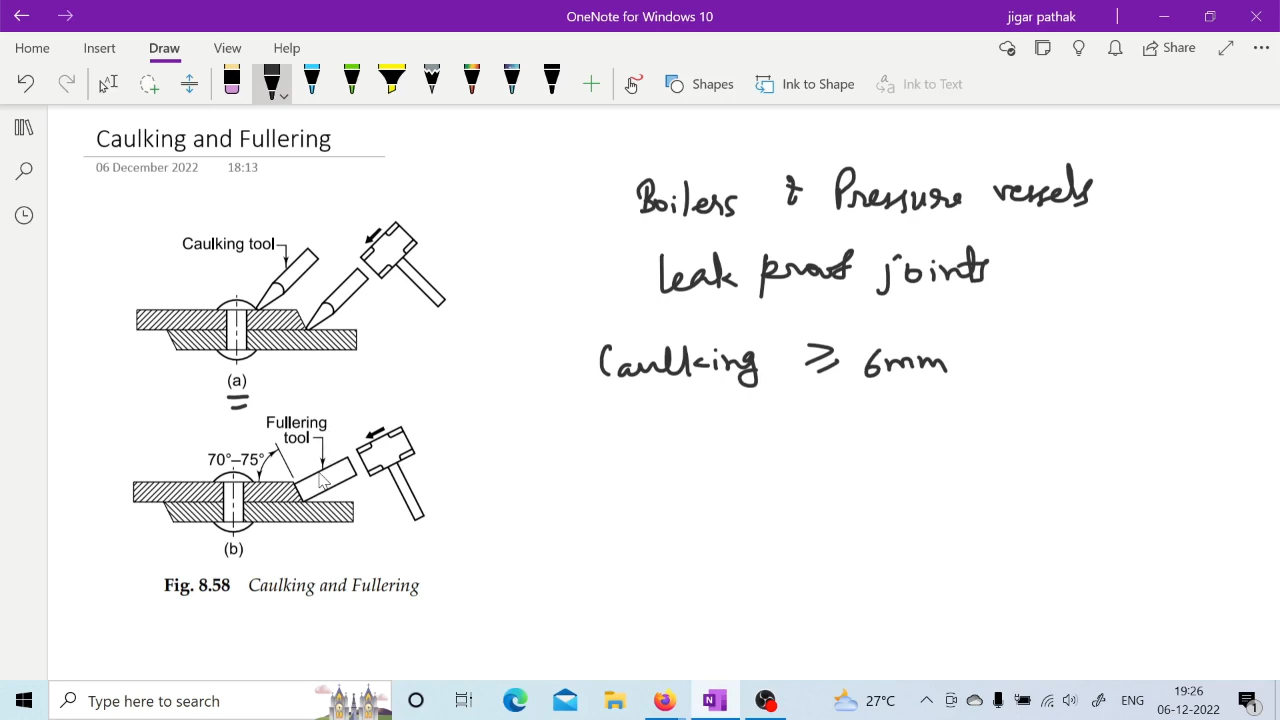 OneNote for Windows 10
jigar pathak
Home Insert Draw View Help
Share
Shapes Ink to Shape Ink to Text
Caulking and Fullering
06 December 2022 18:13
Boilers & Pressure vessels
Leak proof joints
Caulking ≥ 6mm
Caulking tool
(a)
Fullering
tool
70°–75°
(b)
Fig. 8.58 Caulking and Fullering
Type here to search
27°C
ENG
19:26
06-12-2022
1